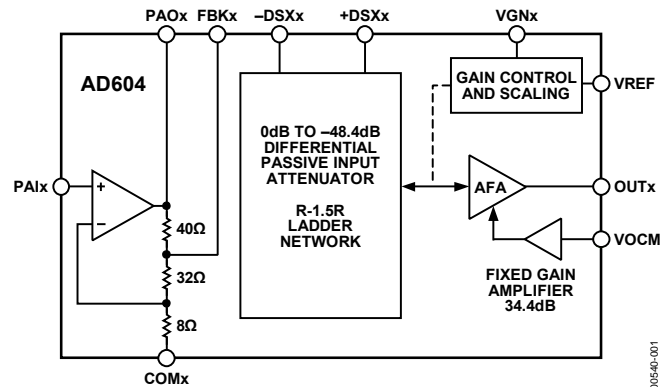 PAOx FBKx –DSXx +DSXx VGNx
AD604
GAIN CONTROL
AND SCALING
VREF
0dB TO –48.4dB
DIFFERENTIAL
PASSIVE INPUT
ATTENUATOR
R-1.5R
LADDER
NETWORK
PAIx
+
–
AFA
OUTx
40Ω
VOCM
32Ω
FIXED GAIN
AMPLIFIER
34.4dB
8Ω
COMx
00540-001